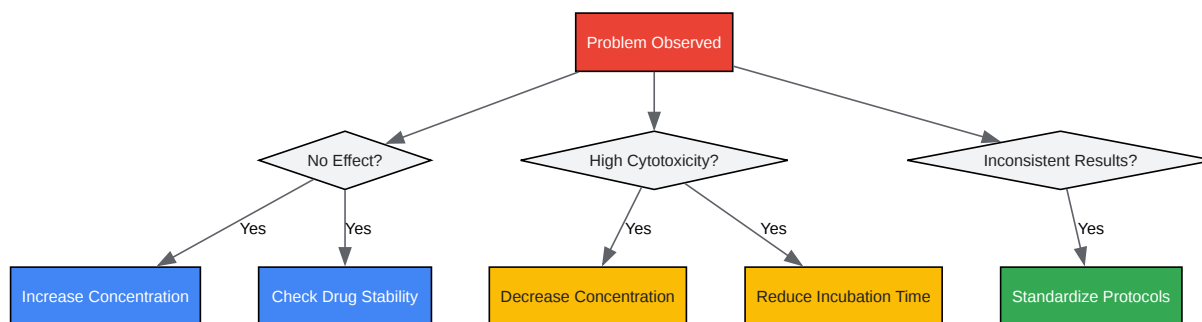 Problem Observed
No Effect?
High Cytotoxicity?
Inconsistent Results?
Yes
Yes
Yes
Yes
Yes
Increase Concentration
Check Drug Stability
Decrease Concentration
Reduce Incubation Time
Standardize Protocols